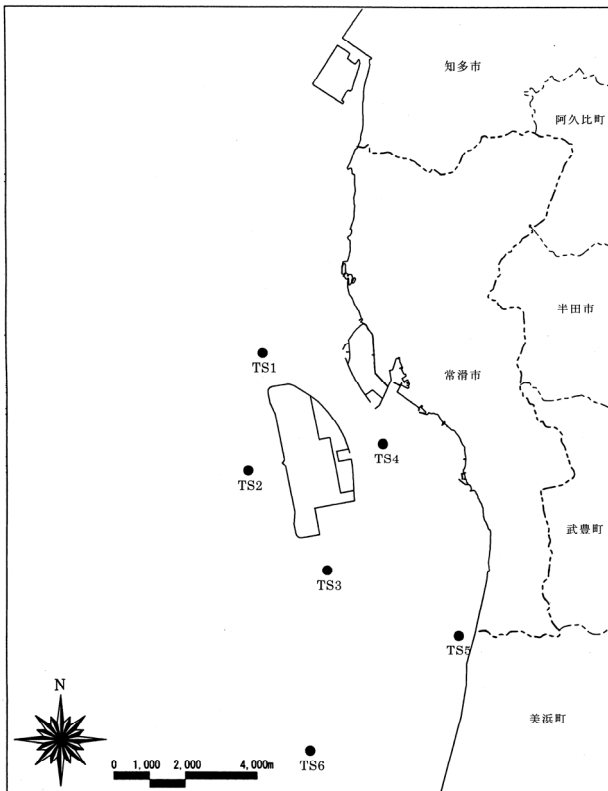 知多市
阿久比町
半田市
TS1
常滑市
TS4
TS2
武豊町
TS3
TS5
N
美浜町
0 1,000 2,000 4,000m
TS6